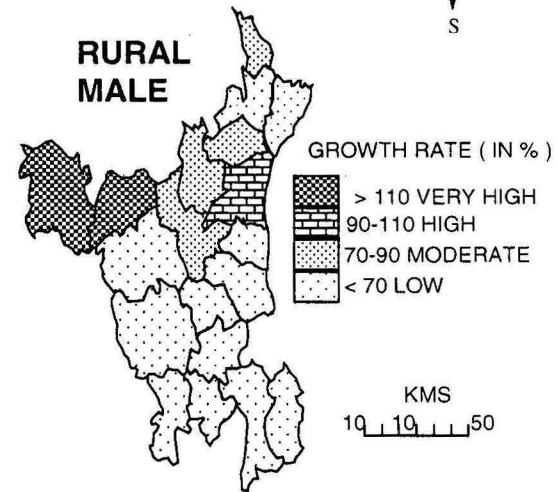 S
RURAL
MALE
GROWTH RATE ( IN % )
> 110 VERY HIGH
90-110 HIGH
70-90 MODERATE
< 70 LOW
KMS
10 10 50